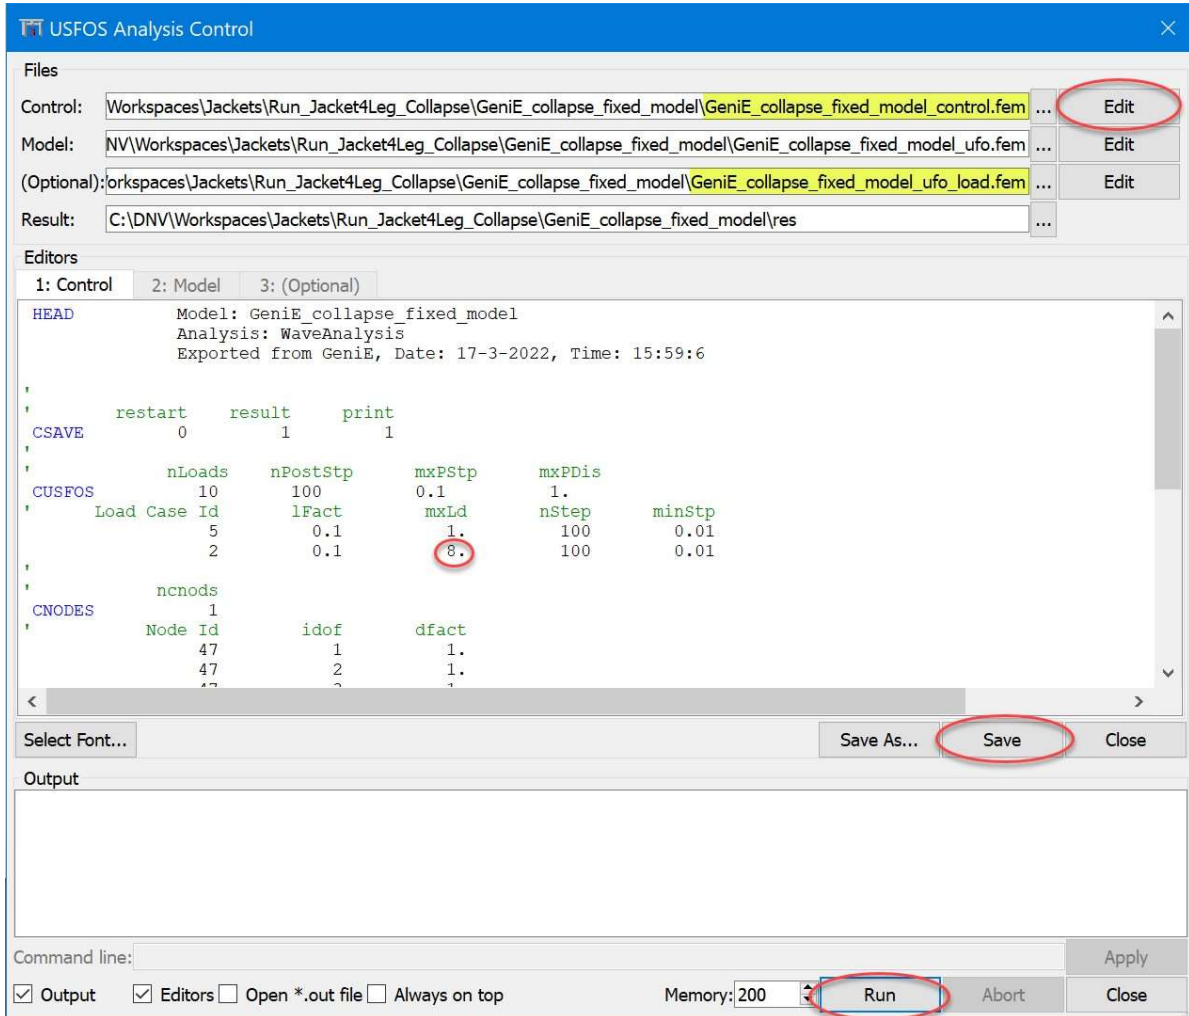 USFOS Analysis Control
Files
Control: Workspaces\Jackets\Run_Jacket4Leg_Collapse\GeniE_collapse_fixed_model\GeniE_collapse_fixed_model_control.fem ... Edit
Model: NV\Workspaces\Jackets\Run_Jacket4Leg_Collapse\GeniE_collapse_fixed_model\GeniE_collapse_fixed_model_ufo.fem ... Edit
(Optional): orkspaces\Jackets\Run_Jacket4Leg_Collapse\GeniE_collapse_fixed_model\GeniE_collapse_fixed_model_ufo_load.fem ... Edit
Result: C:\DNV\Workspaces\Jackets\Run_Jacket4Leg_Collapse\GeniE_collapse_fixed_model\res ...
Editors
1: Control 2: Model 3: (Optional)
HEAD Model: GeniE_collapse_fixed_model
Analysis: WaveAnalysis
Exported from GeniE, Date: 17-3-2022, Time: 15:59:6
'
' restart result print
CSAVE 0 1 1
'
' nLoads nPostStp mxPStp mxPDis
CUSFOS 10 100 0.1 1.
' Load Case Id lFact mxLd nStep minStp
5 0.1 1. 100 0.01
2 0.1 8. 100 0.01
'
' ncnods
CNODES 1
' Node Id idof dfact
47 1 1.
47 2 1.
Select Font... Save As... Save Close
Output
Command line: Apply
Output Editors Open *.out file Always on top Memory: 200 Run Abort Close